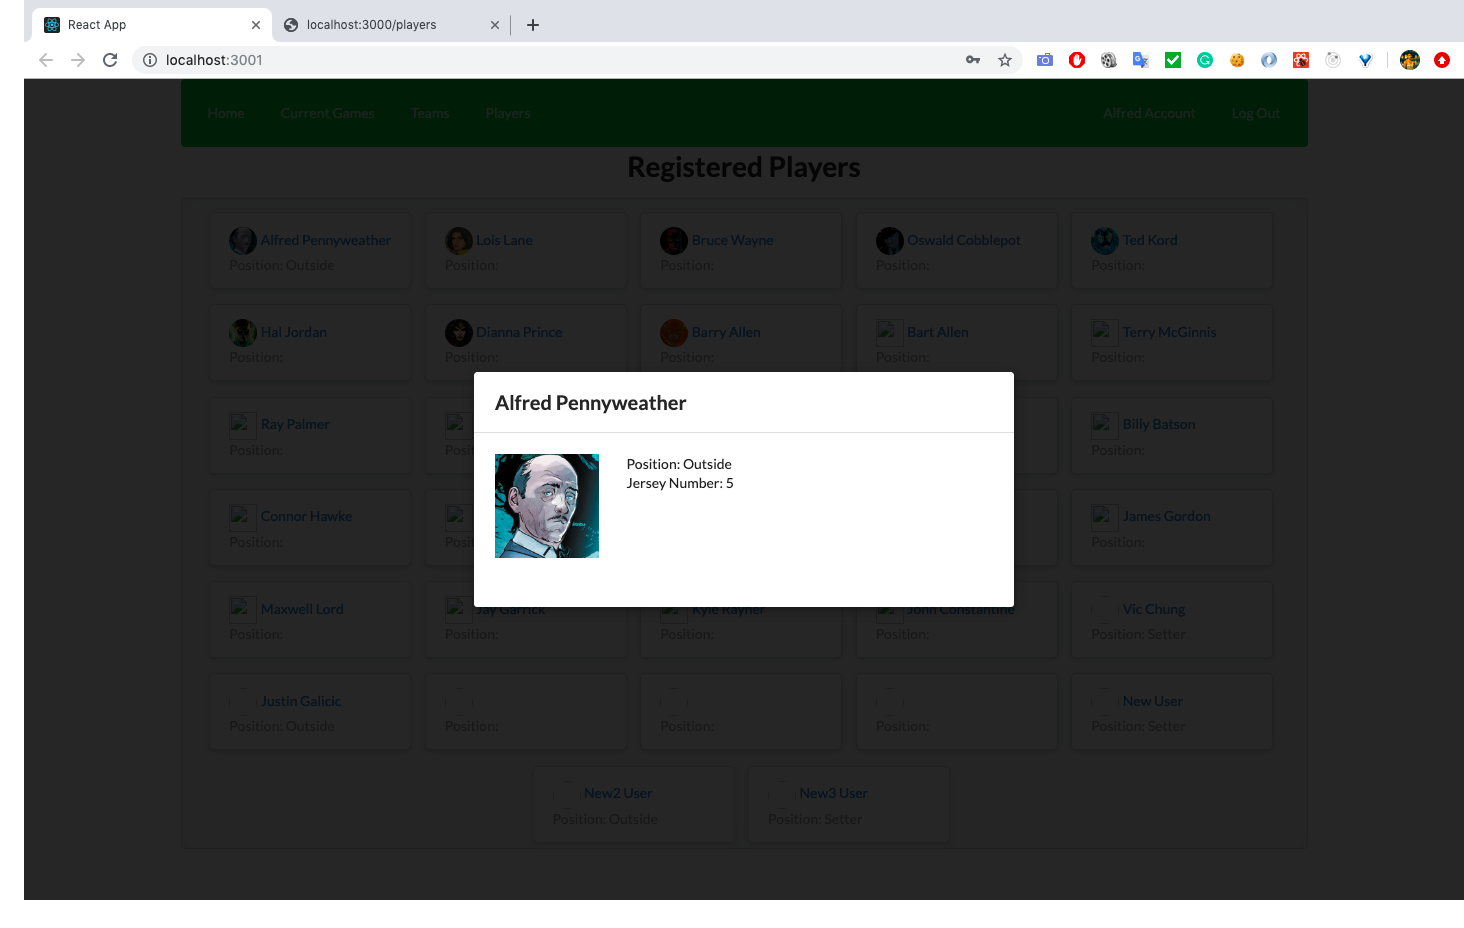 React App
localhost:3000/players
localhost:3001
Home Current Games Teams Players Alfred Account Log Out
Registered Players
Alfred Pennyweather Lois Lane Bruce Wayne Oswald Cobblepot Ted Kord
Position: Outside Position: Position: Position: Position:
Hal Jordan Dianna Prince Barry Allen Bart Allen Terry McGinnis
Position: Position: Position: Position: Position:
Alfred Pennyweather
Position: Outside
Jersey Number: 5
Ray Palmer Billy Batson
Position: Posit Position:
Connor Hawke James Gordon
Position: Posit Position:
Maxwell Lord Jay Garrick Kyle Rayner John Constantine Vic Chung
Position: Position: Position: Position: Position: Setter
Justin Galicic New User
Position: Outside Position: Position: Position: Position: Setter
New2 User New3 User
Position: Outside Position: Setter